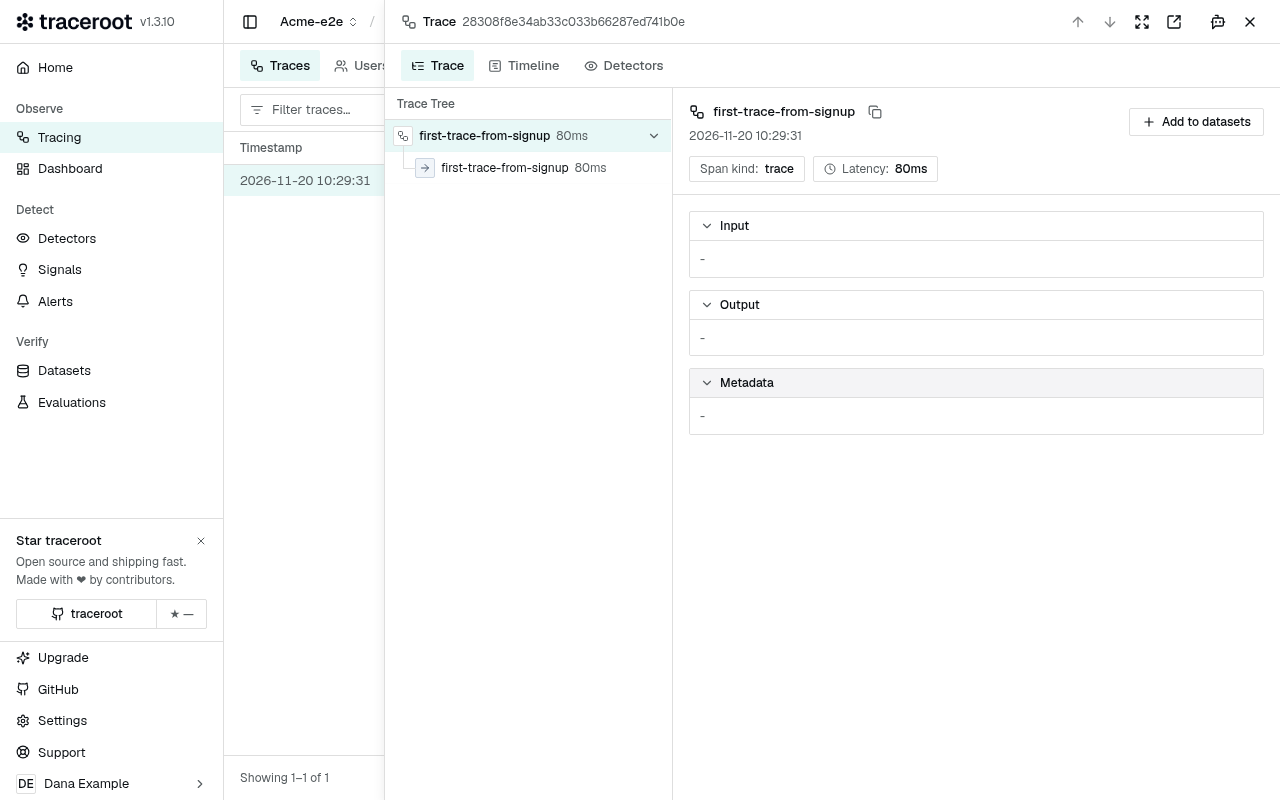 traceroot v1.3.10
Home
Observe
Tracing
Dashboard
Detect
Detectors
Signals
Alerts
Verify
Datasets
Evaluations
Star traceroot
Open source and shipping fast.
Made with ❤ by contributors.
traceroot ★ —
Upgrade
GitHub
Settings
Support
DE Dana Example
Acme-e2e /
Traces Users
Filter traces...
Timestamp
2026-11-20 10:29:31
Showing 1–1 of 1
Trace 28308f8e34ab33c033b66287ed741b0e
Trace Timeline Detectors
Trace Tree
first-trace-from-signup 80ms
first-trace-from-signup 80ms
first-trace-from-signup
2026-11-20 10:29:31
Add to datasets
Span kind: trace Latency: 80ms
Input
-
Output
-
Metadata
-